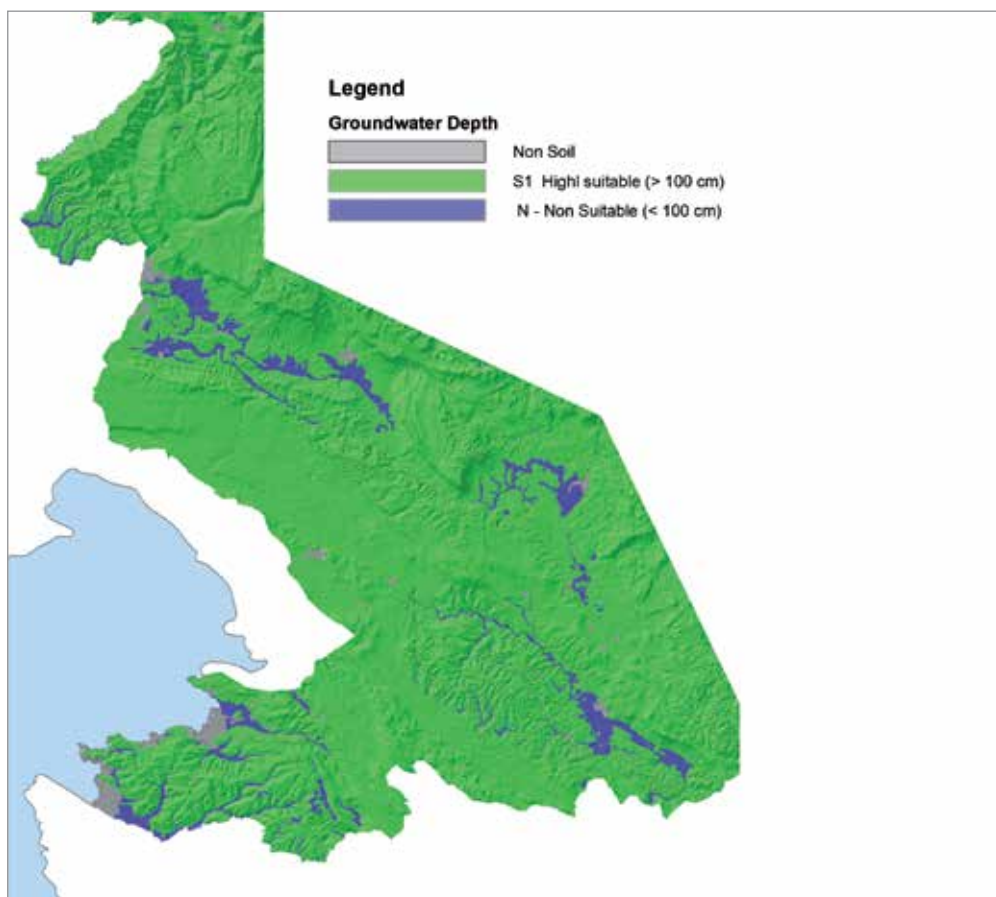 Legend
Groundwater Depth
Non Soil
S1 Highl suitable (> 100 cm)
N - Non Suitable (< 100 cm)